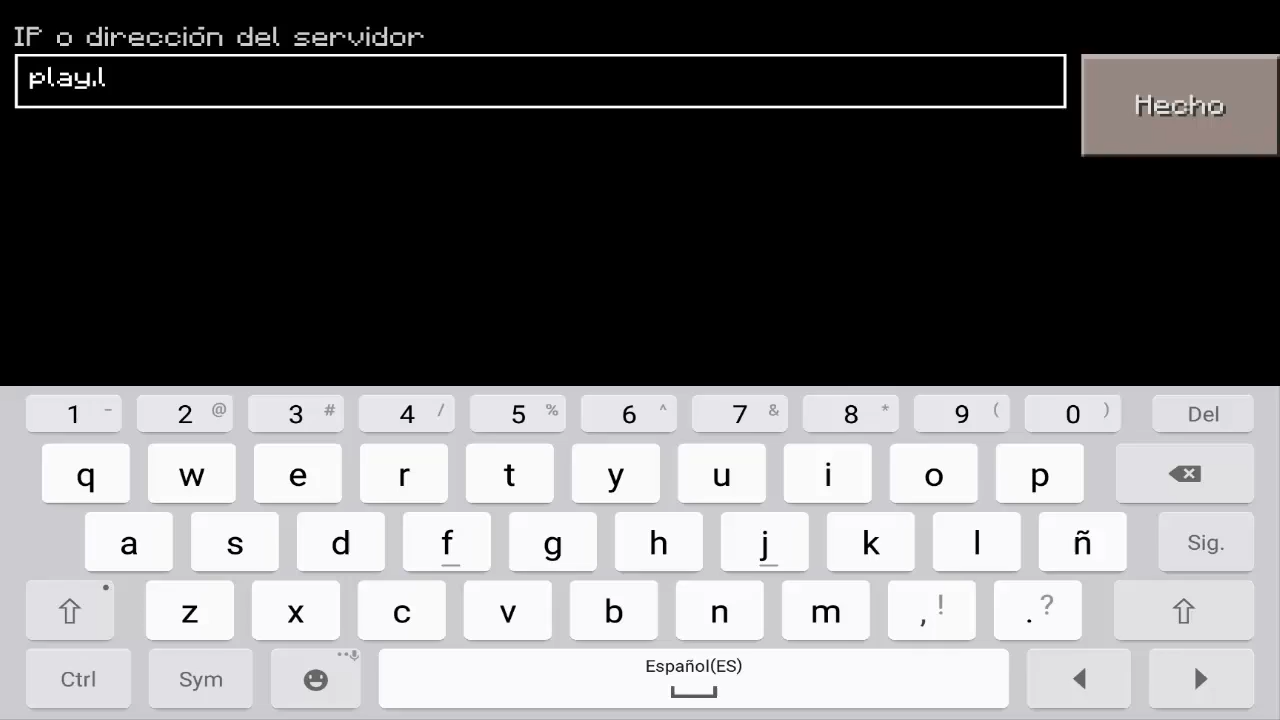 IP o dirección del servidor
play.l
Hecho
1 - 2 @ 3 # 4 / 5 % 6 ^ 7 & 8 * 9 ( 0 ) Del
q w e r t y u i o p
a s d f g h j k l ñ Sig.
z x c v b n m , ! . ?
Ctrl Sym Español(ES)